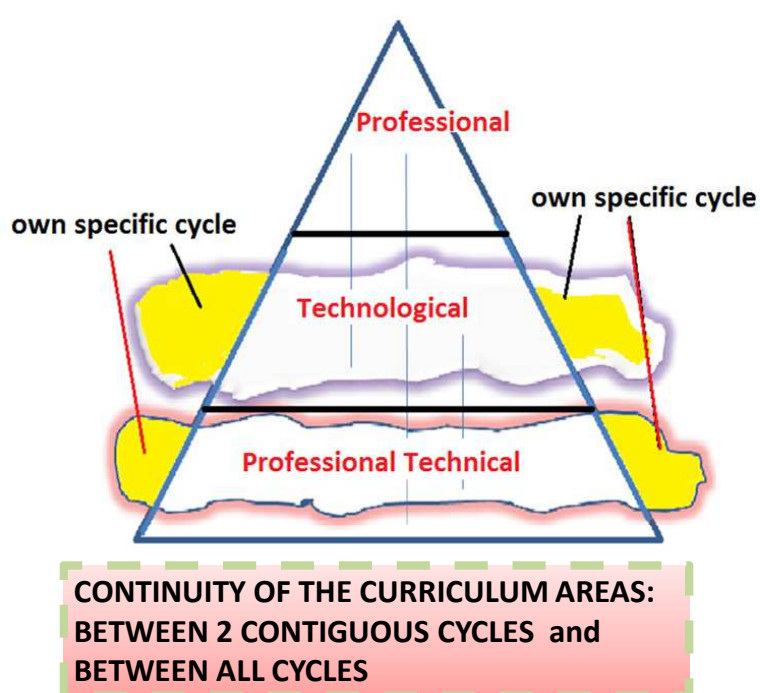 Professional
own specific cycle
own specific cycle
Technological
Professional Technical
CONTINUITY OF THE CURRICULUM AREAS:
BETWEEN 2 CONTIGUOUS CYCLES and
BETWEEN ALL CYCLES